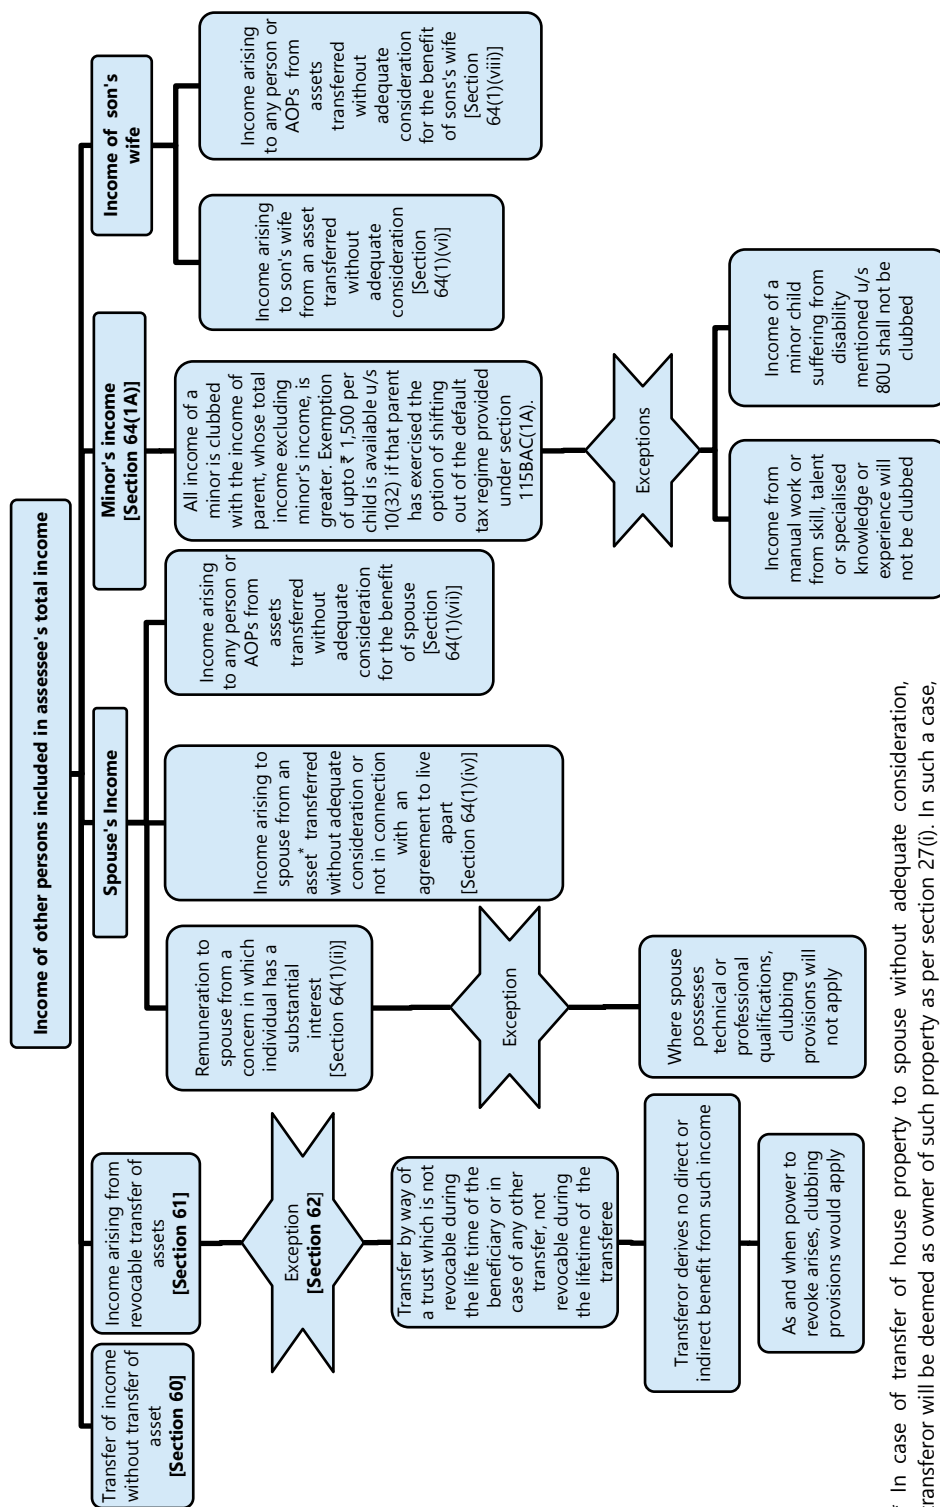 Income of other persons included in assessee's total income
Transfer of income
without transfer of
asset
[Section 60]
Income arising from
revocable transfer of
assets
[Section 61]
Exception
[Section 62]
Transfer by way of
a trust which is not
revocable during
the life time of the
beneficiary or in
case of any other
transfer, not
revocable during
the lifetime of the
transferee
Transferor derives no direct or
indirect benefit from such income
As and when power to
revoke arises, clubbing
provisions would apply
Spouse's Income
Remuneration to
spouse from a
concern in which
individual has a
substantial
interest
[Section 64(1)(ii)]
Exception
Where spouse
possesses
technical or
professional
qualifications,
clubbing
provisions will
not apply
Income arising to
spouse from an
asset* transferred
without adequate
consideration or
not in connection
with an
agreement to live
apart
[Section 64(1)(iv)]
Income arising
to any person or
AOPs from
assets
transferred
without
adequate
consideration
for the benefit
of spouse
[Section
64(1)(vii)]
Minor's income
[Section 64(1A)]
All income of a
minor is clubbed
with the income of
parent, whose total
income excluding
minor's income, is
greater. Exemption
of upto ₹ 1,500 per
child is available u/s
10(32) if that parent
has exercised the
option of shifting
out of the default
tax regime provided
under section
115BAC(1A).
Exceptions
Income from
manual work or
from skill, talent
or specialised
knowledge or
experience will
not be clubbed
Income of a
minor child
suffering from
disability
mentioned u/s
80U shall not be
clubbed
Income of son's
wife
Income arising
to son's wife
from an asset
transferred
without
adequate
consideration
[Section
64(1)(vi)]
Income arising
to any person or
AOPs from
assets
transferred
without
adequate
consideration
for the benefit
of sons's wife
[Section
64(1)(viii)]
* In case of transfer of house property to spouse without adequate consideration,
transferor will be deemed as owner of such property as per section 27(i). In such a case,